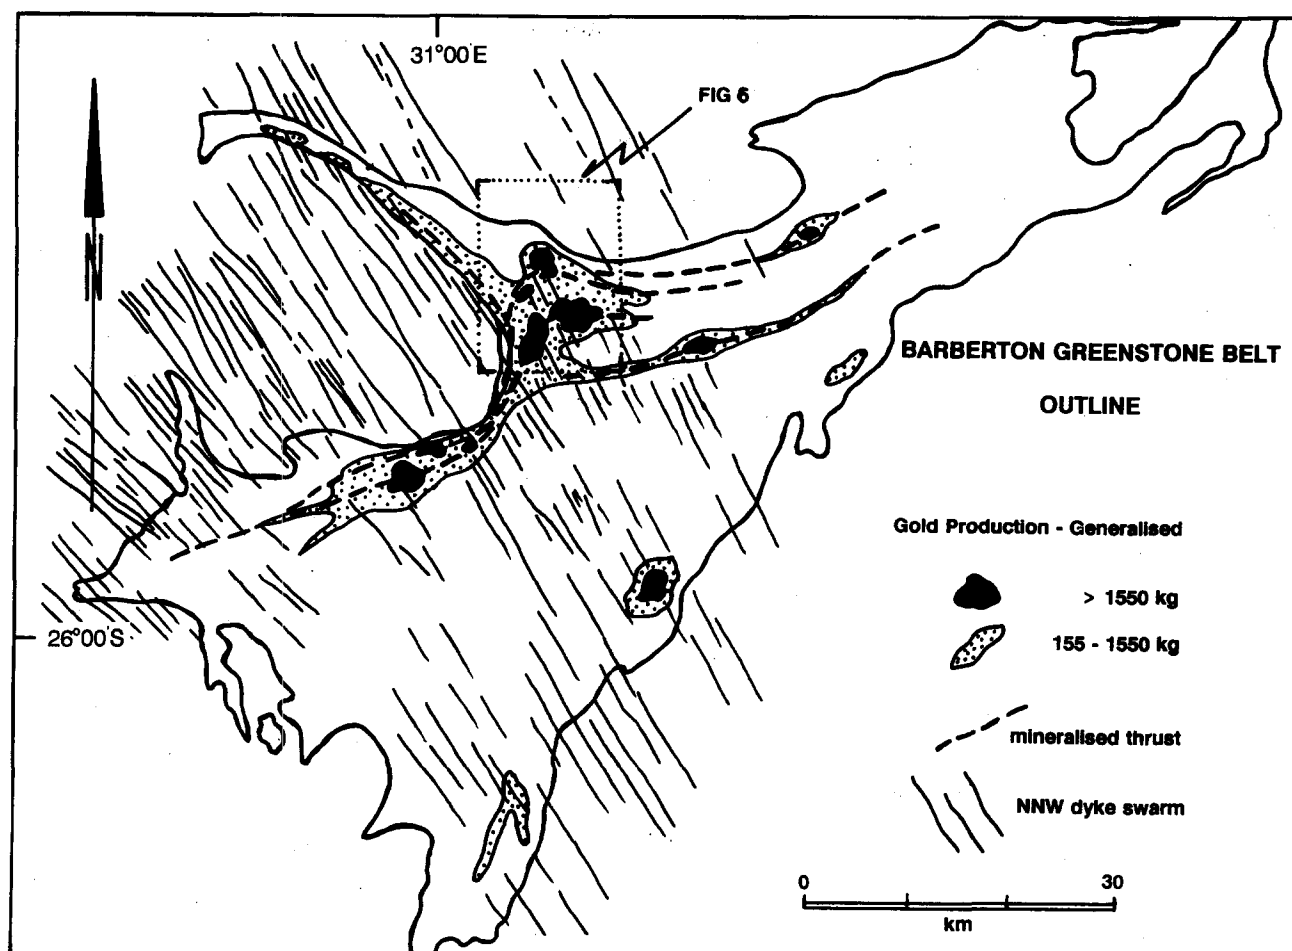 31°00'E
FIG 6
N
BARBERTON GREENSTONE BELT
OUTLINE
Gold Production - Generalised
> 1550 kg
155 - 1550 kg
26°00'S
mineralised thrust
NNW dyke swarm
0 30
km